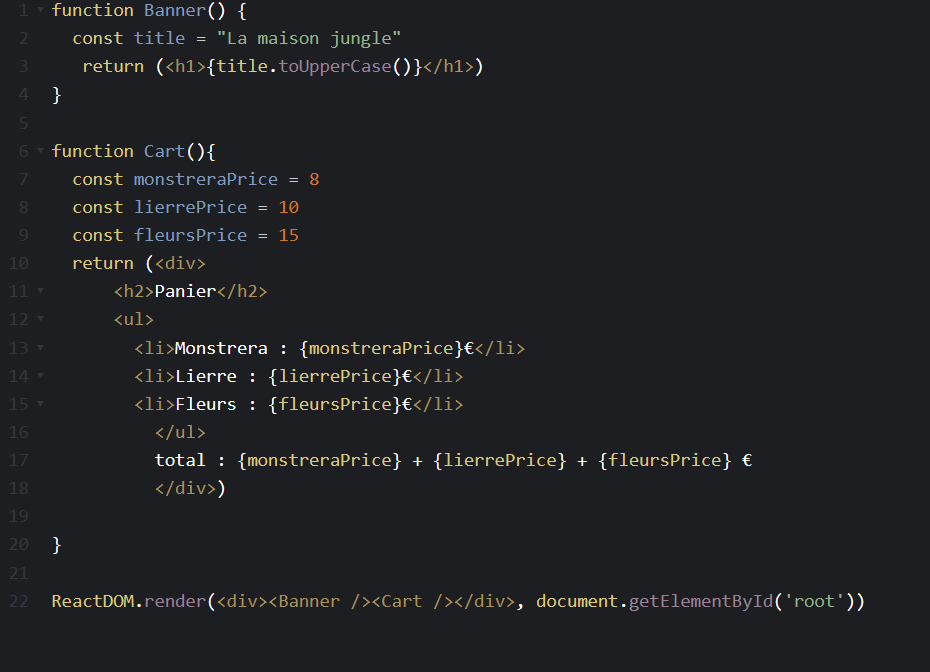 1 function Banner() {
2 const title = "La maison jungle"
3 return (<h1>{title.toUpperCase()}</h1>)
4 }
5
6 function Cart(){
7 const monstreraPrice = 8
8 const lierrePrice = 10
9 const fleursPrice = 15
10 return (<div>
11 <h2>Panier</h2>
12 <ul>
13 <li>Monstrera : {monstreraPrice}€</li>
14 <li>Lierre : {lierrePrice}€</li>
15 <li>Fleurs : {fleursPrice}€</li>
16 </ul>
17 total : {monstreraPrice} + {lierrePrice} + {fleursPrice} €
18 </div>)
19
20 }
21
22 ReactDOM.render(<div><Banner /><Cart /></div>, document.getElementById('root'))